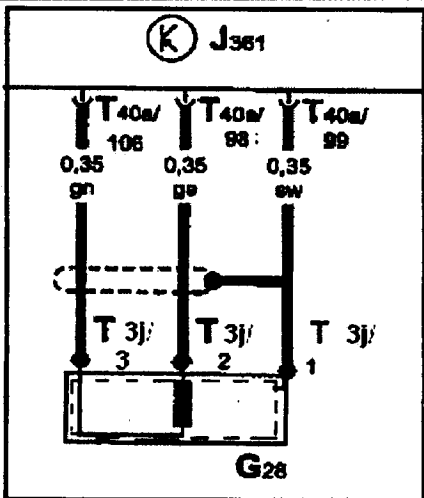 K J361
T40a/ T40a/ T40a/
106 98 : 99
0,35 0,35 0,35
gn ge sw
T 3j/ T 3j/ T 3j/
3 2 1
G28